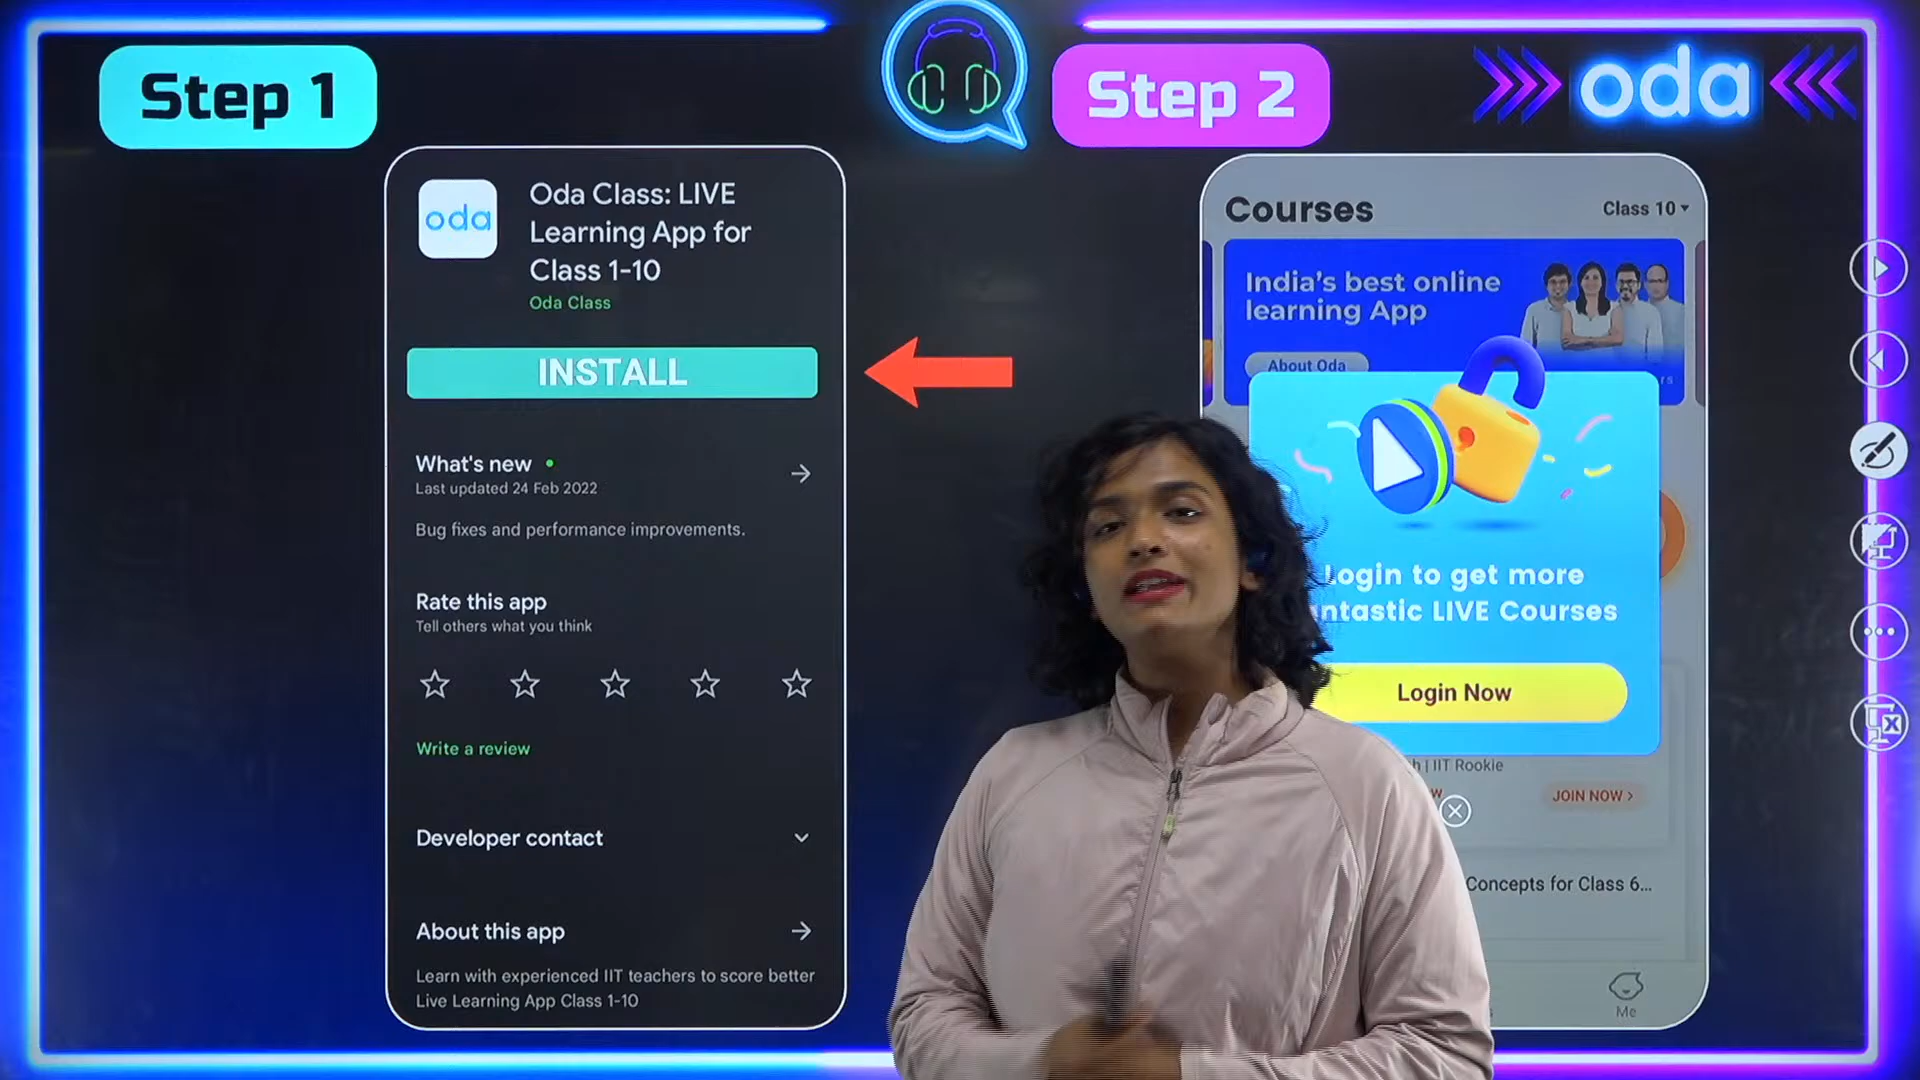 Step 1
oda
Oda Class: LIVE
Learning App for
Class 1-10
Oda Class
INSTALL
What's new
Last updated 24 Feb 2022
Bug fixes and performance improvements.
Rate this app
Tell others what you think
Write a review
Developer contact
About this app
Learn with experienced IIT teachers to score better
Live Learning App Class 1-10
Step 2
oda
Courses
Class 10
India's best online
learning App
About Oda
Login to get more
LIVE Courses
Login Now
| IIT Rookie
JOIN NOW >
Concepts for Class 6...
Me